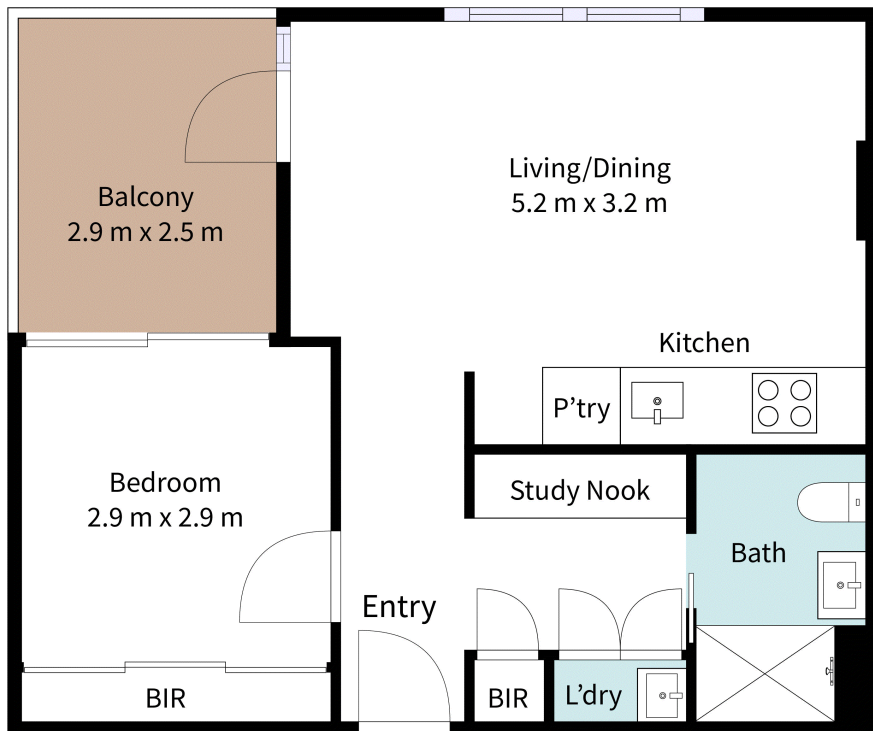 Living/Dining
5.2 m x 3.2 m
Balcony
2.9 m x 2.5 m
Kitchen
P’try
Bedroom
2.9 m x 2.9 m
Study Nook
Bath
Entry
BIR
BIR
L’dry